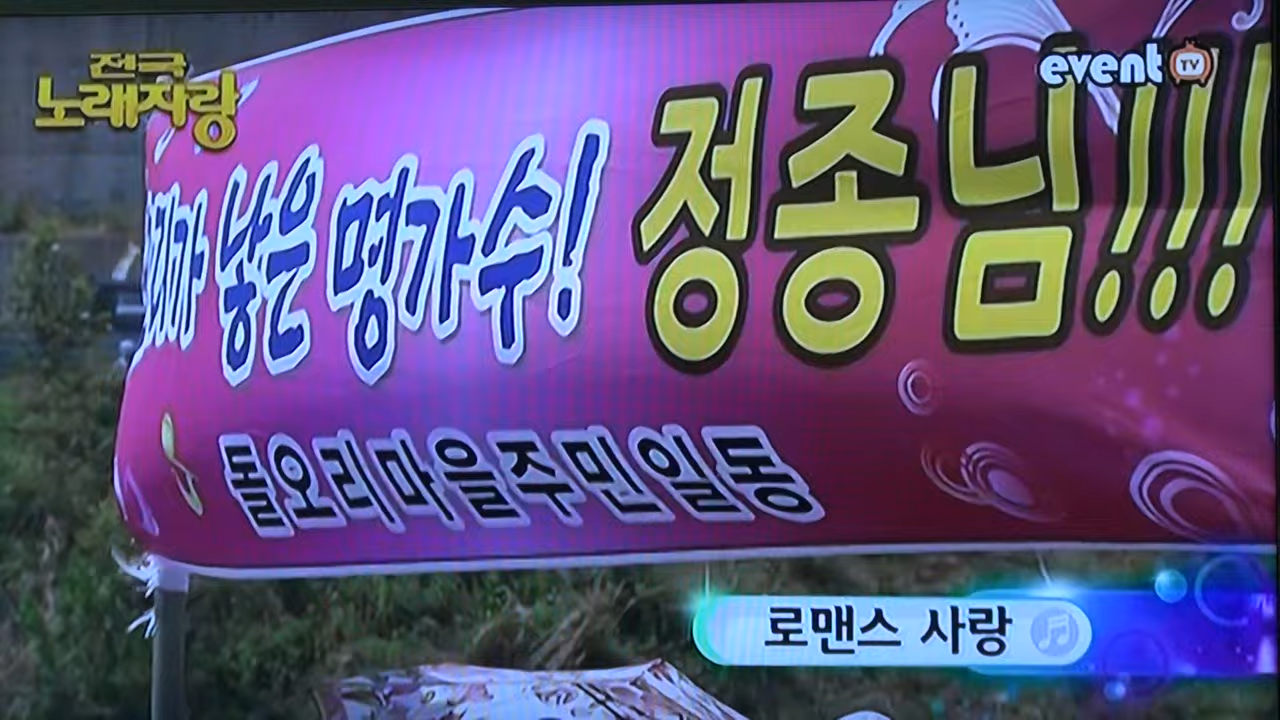 전국
노래자랑
event TV
낳은 명가수! 정종님!!!
돌오리마을주민일동
로맨스 사랑